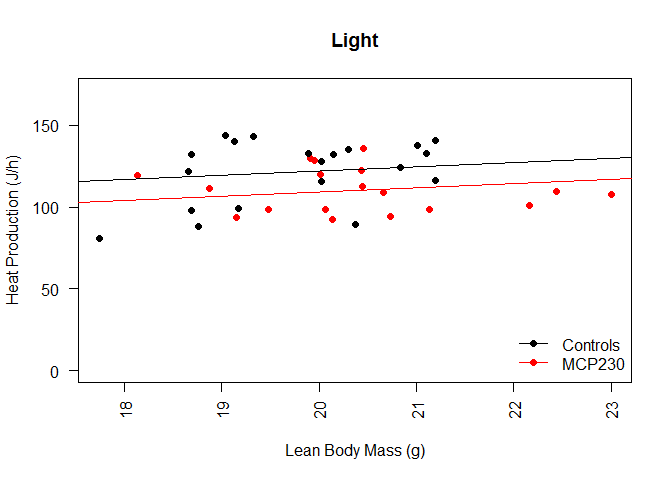 Light
Heat Production (J/h)
150
100
50
0
Controls
MCP230
18
19
20
21
22
23
Lean Body Mass (g)